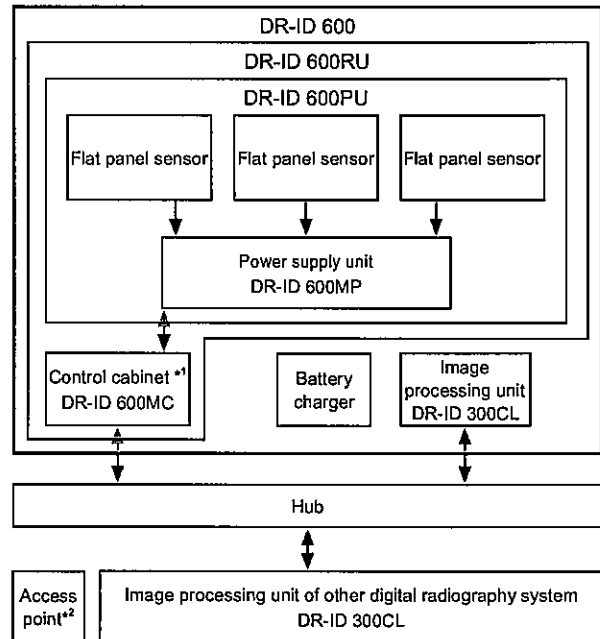 DR-ID 600
DR-ID 600RU
DR-ID 600PU
Flat panel sensor
Flat panel sensor
Flat panel sensor
Power supply unit
DR-ID 600MP
Control cabinet *1
DR-ID 600MC
Battery
charger
Image
processing unit
DR-ID 300CL
Hub
Access
point*2
Image processing unit of other digital radiography system
DR-ID 300CL